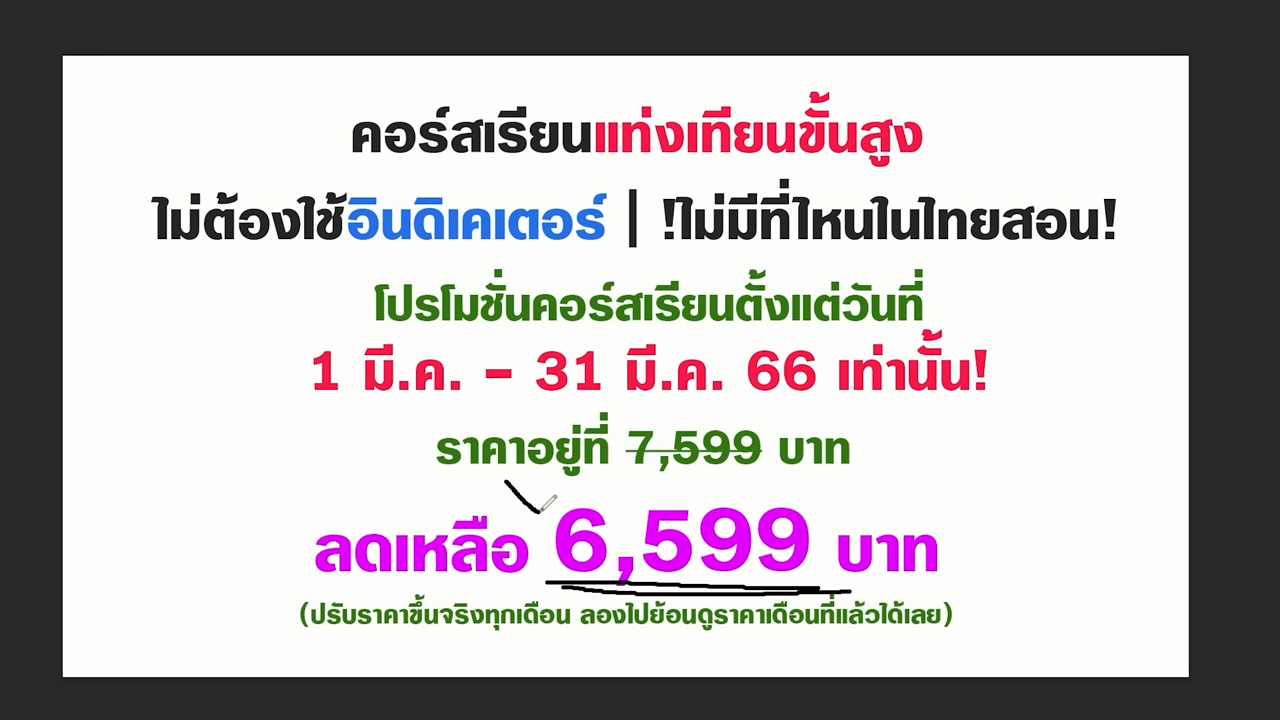 คอร์สเรียนแท่งเทียนขั้นสูง
ไม่ต้องใช้อินดิเคเตอร์ | !ไม่มีที่ไหนในไทยสอน!
โปรโมชั่นคอร์สเรียนตั้งแต่วันที่
1 มี.ค. – 31 มี.ค. 66 เท่านั้น!
ราคาอยู่ที่ 7,599 บาท
ลดเหลือ 6,599 บาท
(ปรับราคาขึ้นจริงทุกเดือน ลองไปย้อนดูราคาเดือนที่แล้วได้เลย)